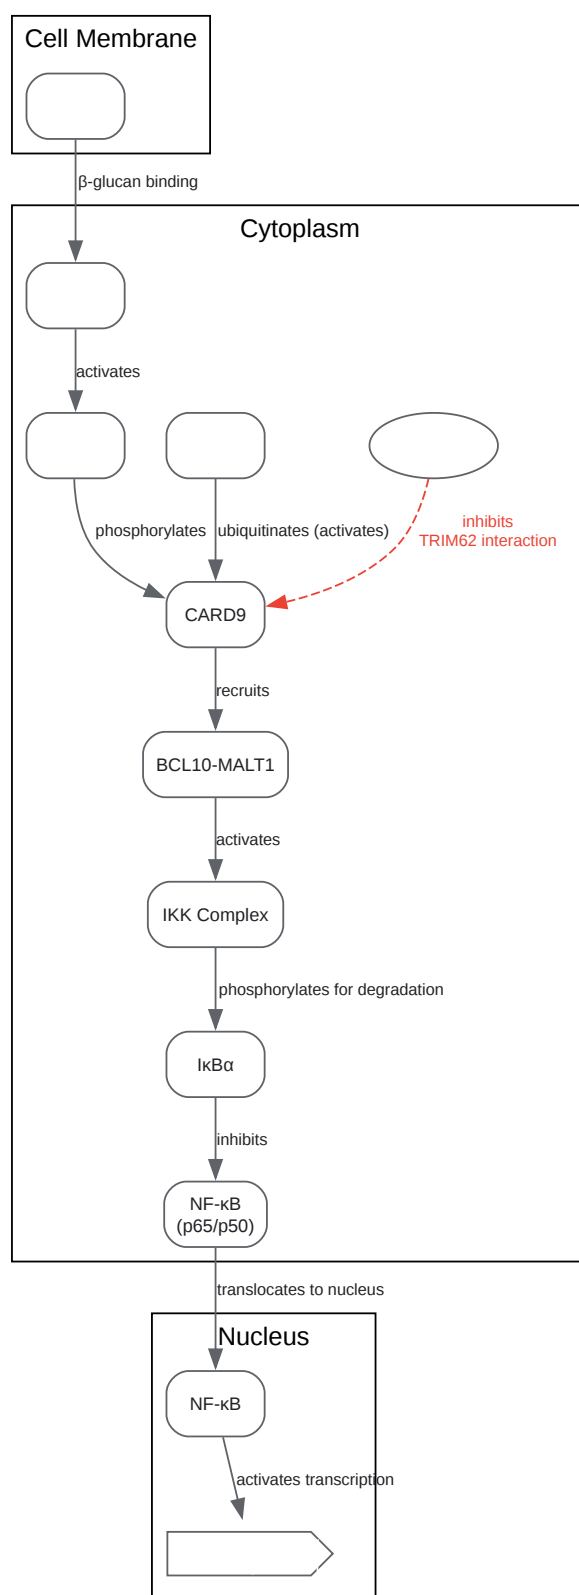 Cell Membrane
β-glucan binding
Cytoplasm
activates
phosphorylates
ubiquitinates (activates)
inhibits
TRIM62 interaction
CARD9
recruits
BCL10-MALT1
activates
IKK Complex
phosphorylates for degradation
IκBα
inhibits
NF-κB
(p65/p50)
translocates to nucleus
Nucleus
NF-κB
activates transcription